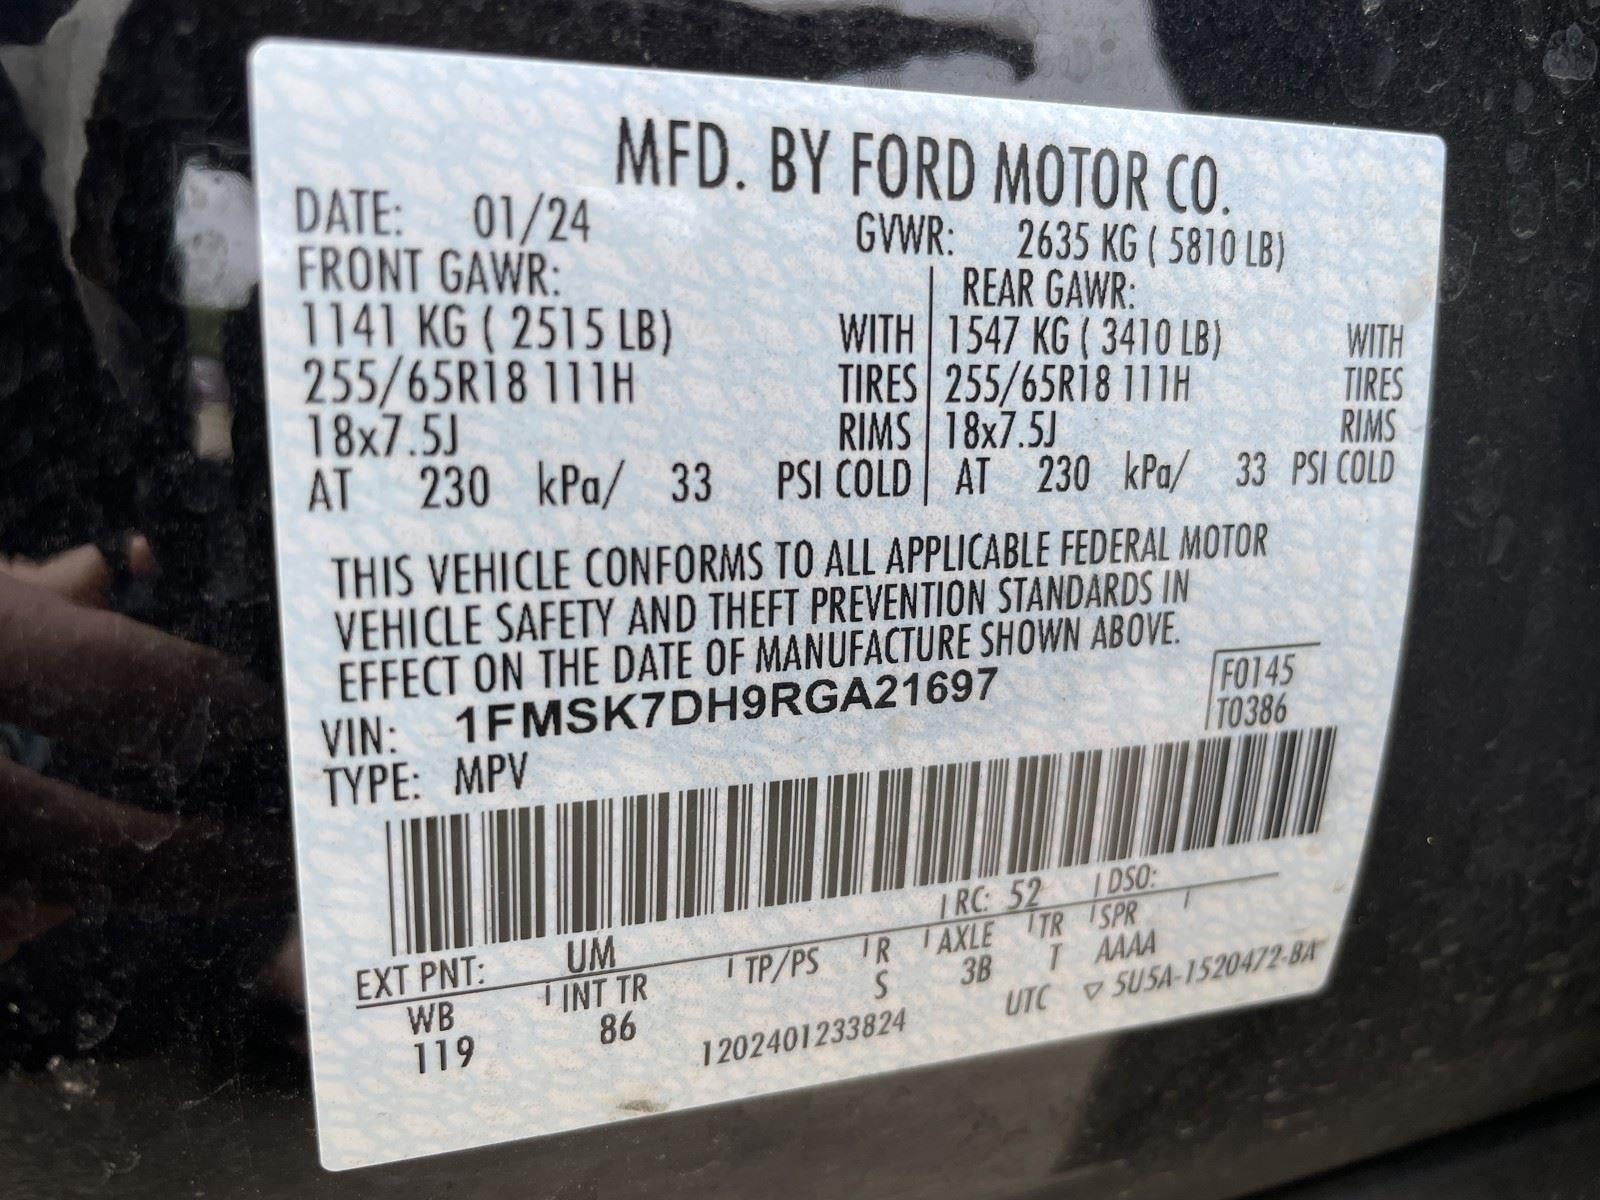 MFD. BY FORD MOTOR CO.
DATE: 01/24 GVWR: 2635 KG ( 5810 LB)
FRONT GAWR: REAR GAWR:
1141 KG ( 2515 LB) WITH 1547 KG ( 3410 LB) WITH
255/65R18 111H TIRES 255/65R18 111H TIRES
18x7.5J RIMS 18x7.5J RIMS
AT 230 kPa/ 33 PSI COLD AT 230 kPa/ 33 PSI COLD
THIS VEHICLE CONFORMS TO ALL APPLICABLE FEDERAL MOTOR
VEHICLE SAFETY AND THEFT PREVENTION STANDARDS IN
EFFECT ON THE DATE OF MANUFACTURE SHOWN ABOVE.
VIN: 1FMSK7DH9RGA21697 F0145
TYPE: MPV T0386
EXT PNT: UM RC: 52 DSO:
WB INT TR TP/PS R AXLE TR SPR
119 86 S 3B T AAAA
1202401233824 UTC ▽ 5U5A-1520472-BA